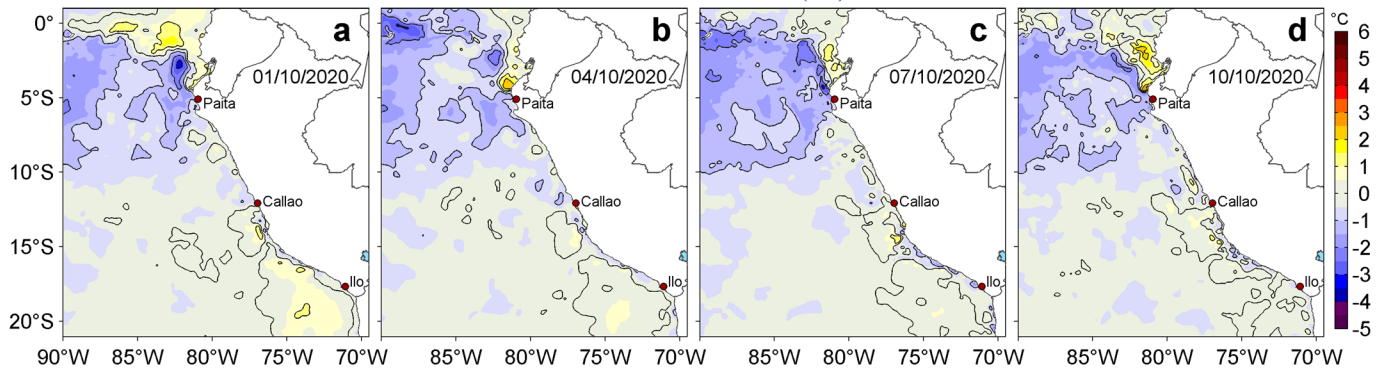 a b c d
01/10/2020 04/10/2020 07/10/2020 10/10/2020
Paita Paita Paita Paita
Callao Callao Callao Callao
Ilo Ilo Ilo Ilo
0°
5°S
10°S
15°S
20°S
90°W 85°W 80°W 75°W 70°W 85°W 80°W 75°W 70°W 85°W 80°W 75°W 70°W 85°W 80°W 75°W 70°W
°C
6
5
4
3
2
1
0
-1
-2
-3
-4
-5